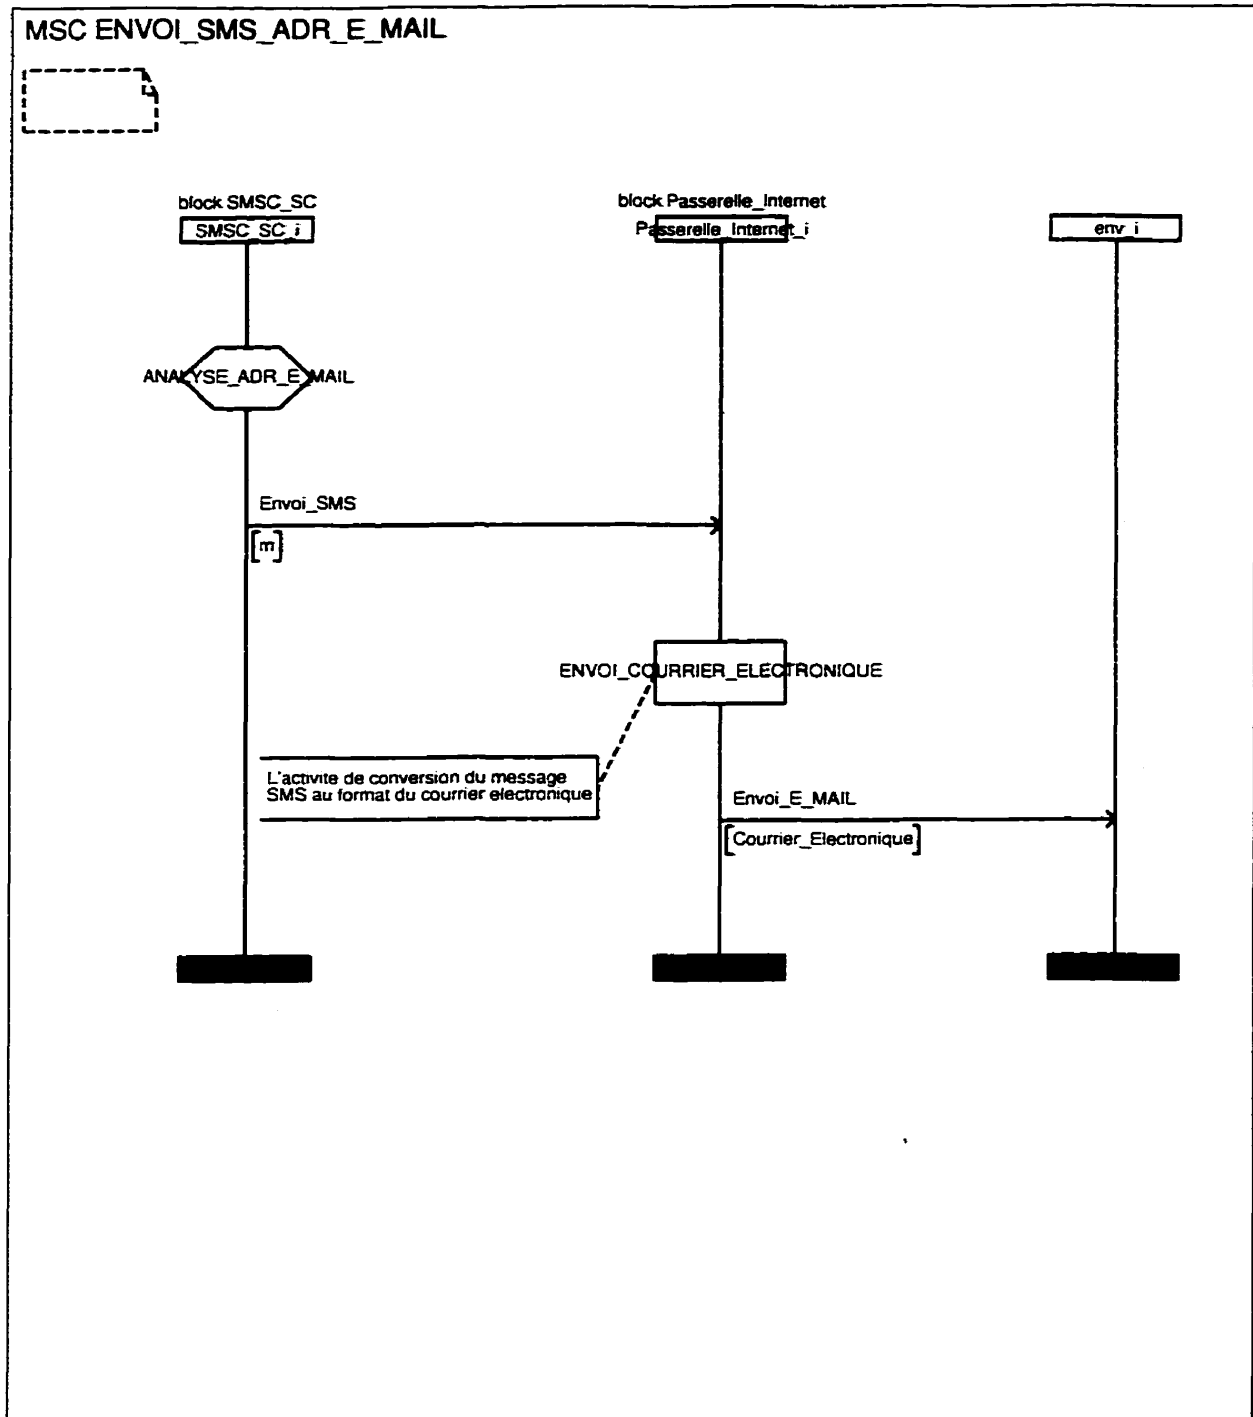 MSC ENVOI_SMS_ADR_E_MAIL
block SMSC_SC
SMSC_SC_i
block Passerelle_Internet
Passerelle_Internet_i
env_i
ANALYSE_ADR_E_MAIL
Envoi_SMS
[m]
ENVOI_COURRIER_ELECTRONIQUE
L'activite de conversion du message
SMS au format du courrier electronique
Envoi_E_MAIL
[Courrier_Electronique]